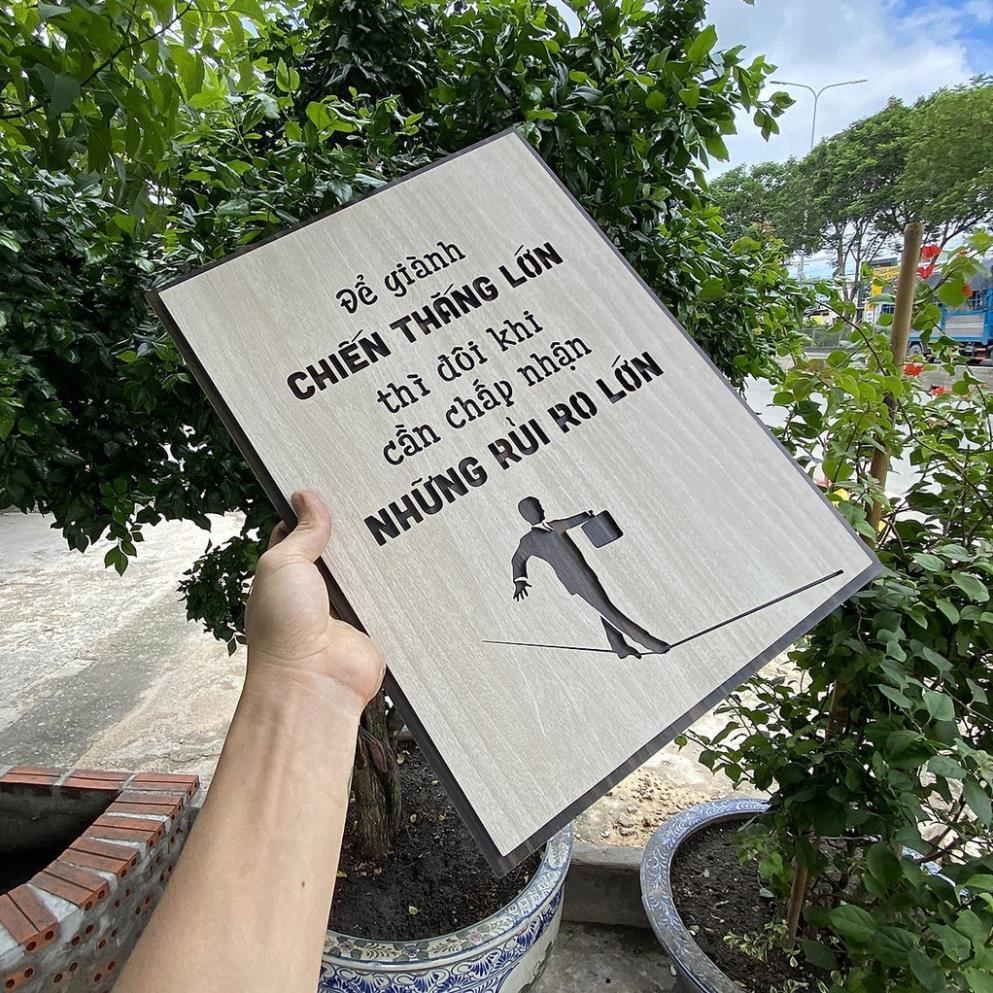 Để giành
CHIẾN THẮNG LỚN
thì đôi khi
cần chấp nhận
NHỮNG RỦI RO LỚN